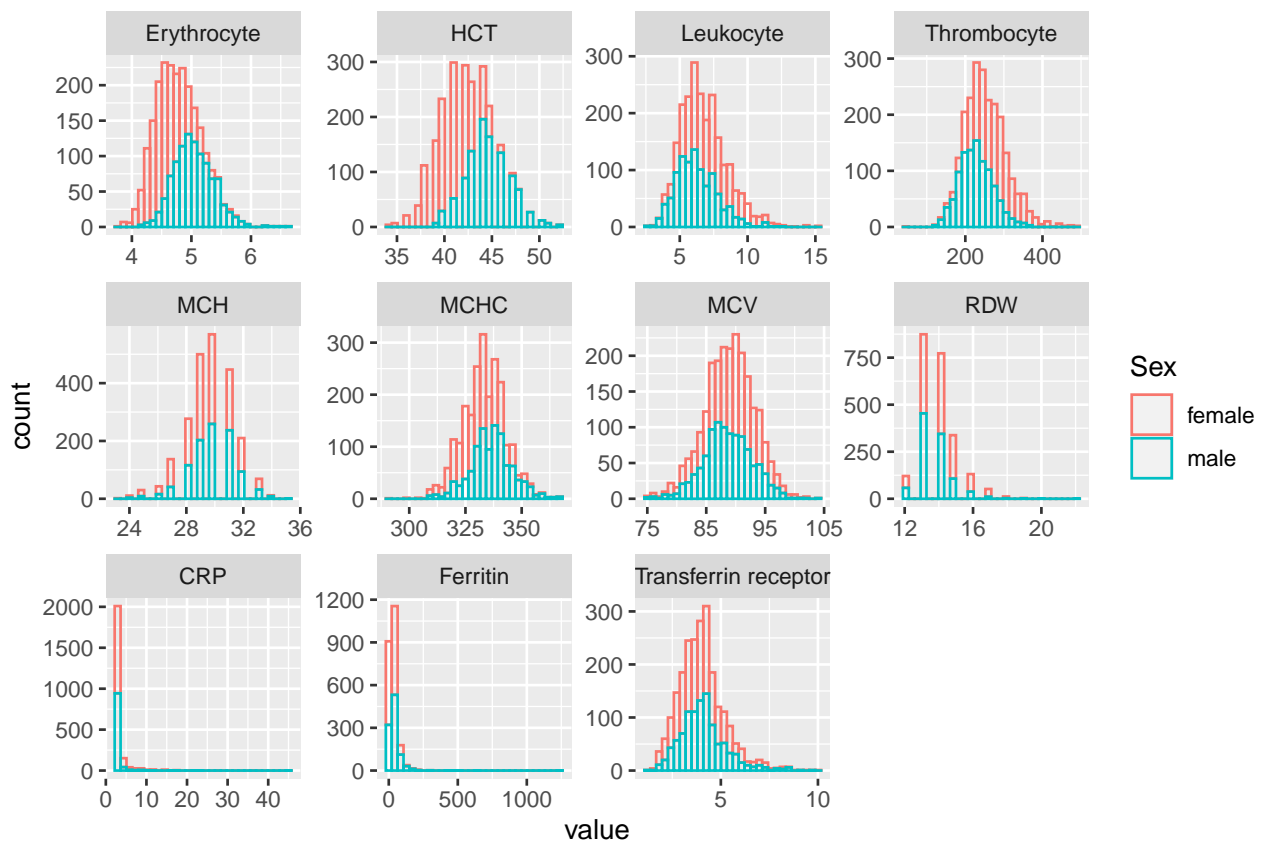 Erythrocyte
HCT
Leukocyte
Thrombocyte
200
150
100
50
0
4 5 6
300
200
100
0
35 40 45 50
300
200
100
0
5 10 15
300
200
100
0
200 400
MCH
MCHC
MCV
RDW
400
200
0
24 28 32 36
300
200
100
0
300 325 350
200
150
100
50
0
75 85 95 105
750
500
250
0
12 16 20
CRP
Ferritin
Transferrin receptor
2000
1500
1000
500
0
0 10 20 30 40
1200
900
600
300
0
0 500 1000
300
200
100
0
5 10
count
value
Sex
female
male